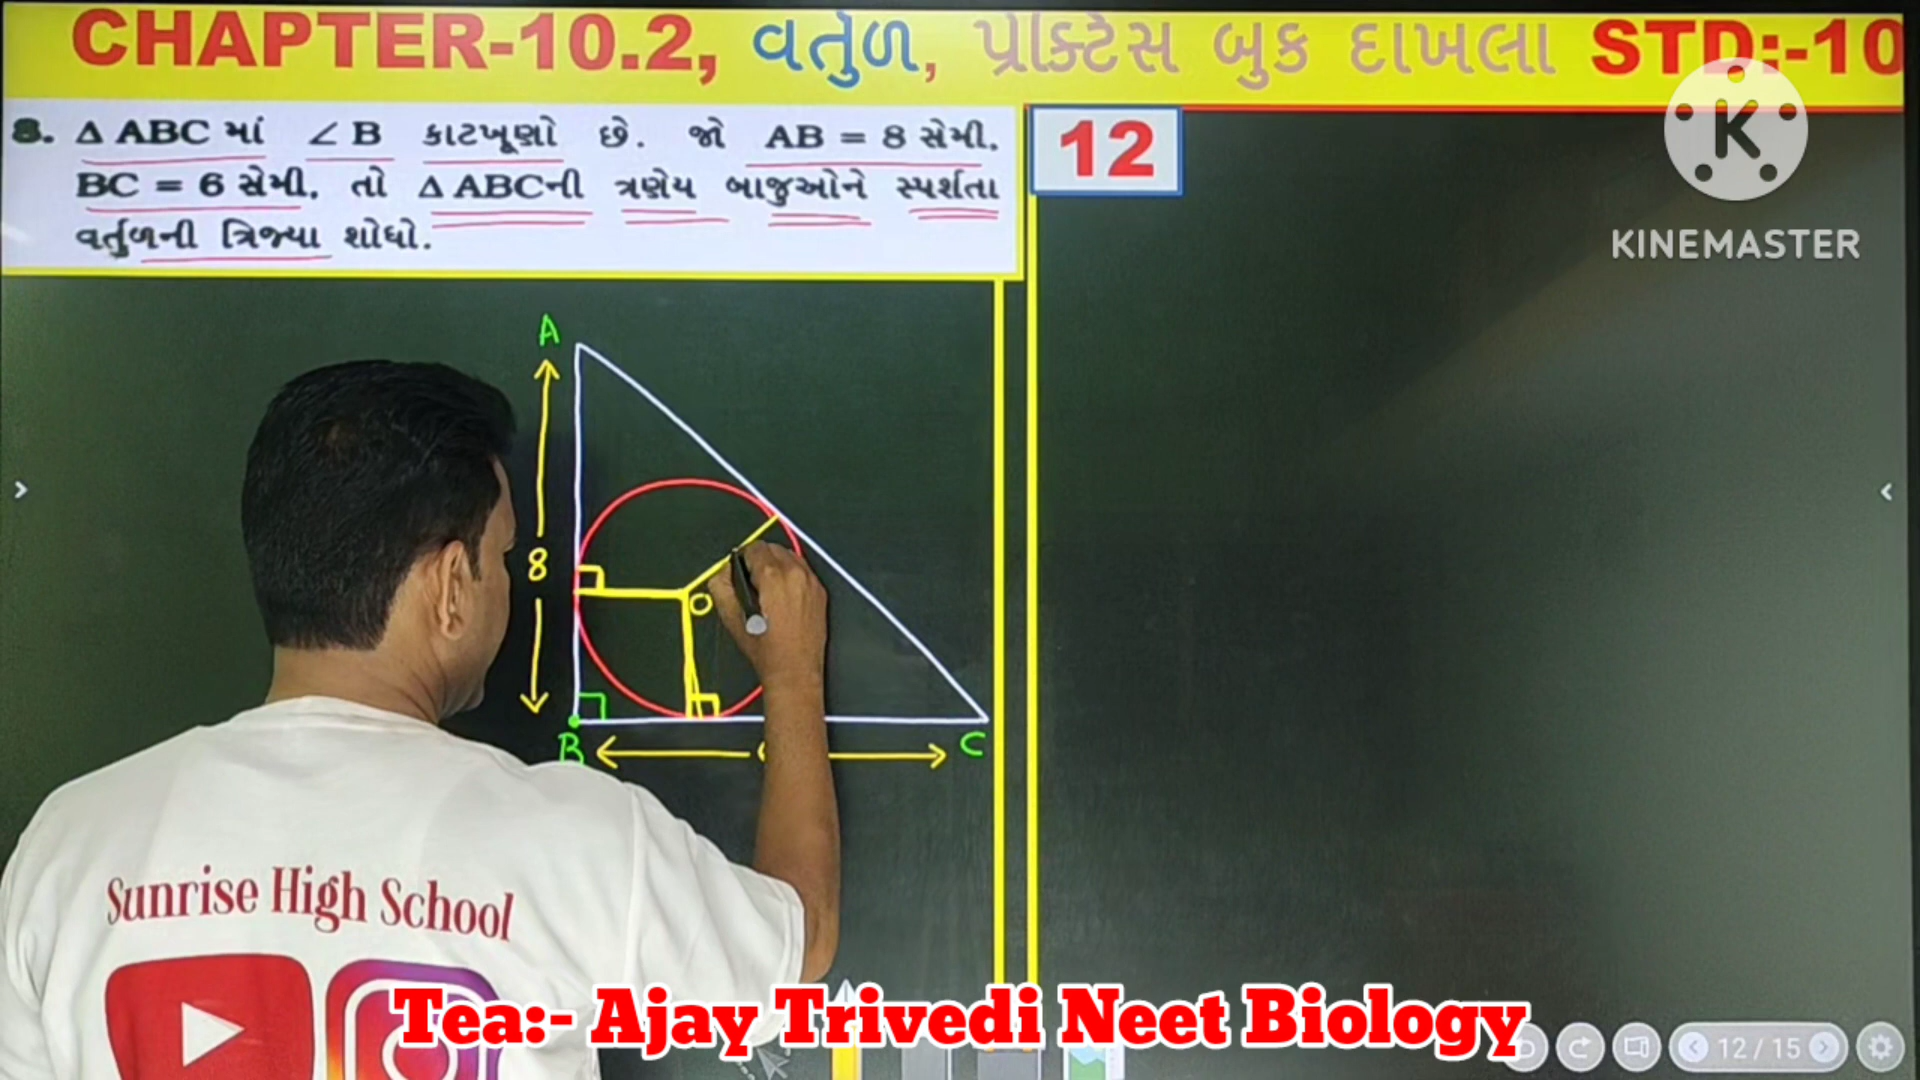 CHAPTER-10.2, વર્તુળ, પ્રેક્ટિસ બુક દાખલા STD:-10
8. Δ ABC માં ∠ B કાટખૂણો છે. જો AB = 8 સેમી.
BC = 6 સેમી, તો Δ ABCની ત્રણેય બાજુઓને સ્પર્શતા
વર્તુળની ત્રિજ્યા શોધો.
12
K
KINEMASTER
A
8
O
B
C
Sunrise High School
Tea:- Ajay Trivedi Neet Biology
12 / 15